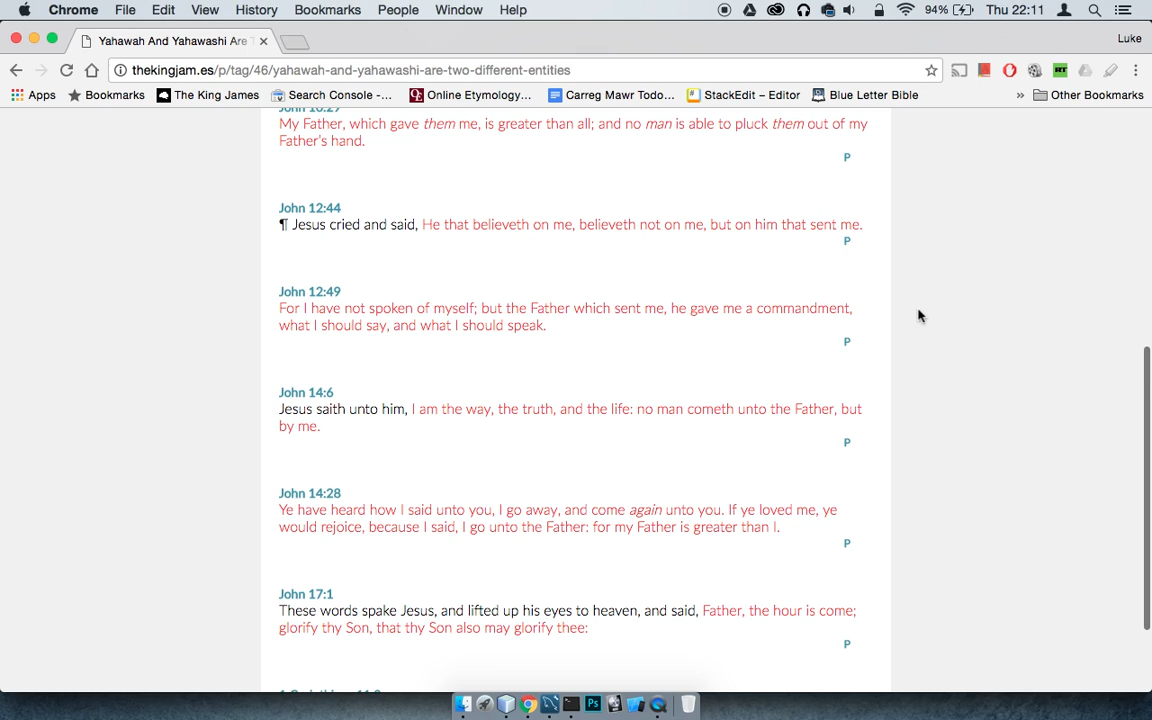 Chrome File Edit View History Bookmarks People Window Help 94% Thu 22:11
Yahawah And Yahawashi Are T
Luke
thekingjam.es/p/tag/46/yahawah-and-yahawashi-are-two-different-entities
Apps Bookmarks The King James Search Console -... Online Etymology... Carreg Mawr Todo... StackEdit – Editor Blue Letter Bible » Other Bookmarks
My Father, which gave them me, is greater than all; and no man is able to pluck them out of my
Father's hand.
P
John 12:44
¶ Jesus cried and said, He that believeth on me, believeth not on me, but on him that sent me.
P
John 12:49
For I have not spoken of myself; but the Father which sent me, he gave me a commandment,
what I should say, and what I should speak.
P
John 14:6
Jesus saith unto him, I am the way, the truth, and the life: no man cometh unto the Father, but
by me.
P
John 14:28
Ye have heard how I said unto you, I go away, and come again unto you. If ye loved me, ye
would rejoice, because I said, I go unto the Father: for my Father is greater than I.
P
John 17:1
These words spake Jesus, and lifted up his eyes to heaven, and said, Father, the hour is come;
glorify thy Son, that thy Son also may glorify thee:
P